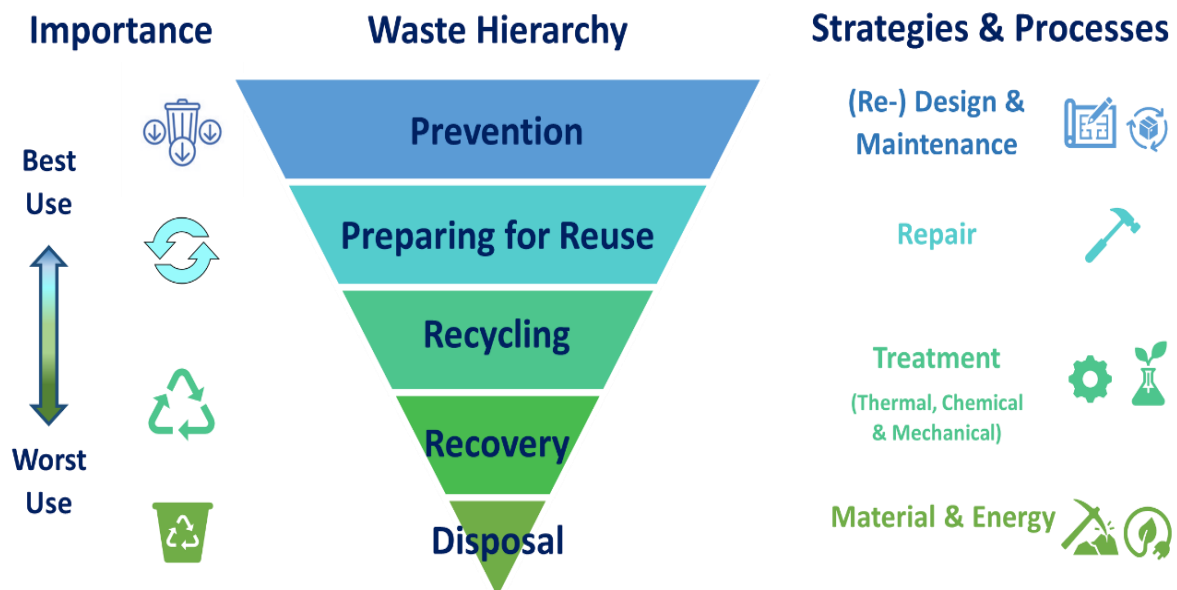 Importance
Waste Hierarchy
Strategies & Processes
Best
Use
Worst
Use
Prevention
Preparing for Reuse
Recycling
Recovery
Disposal
(Re-) Design &
Maintenance
Repair
Treatment
(Thermal, Chemical
& Mechanical)
Material & Energy